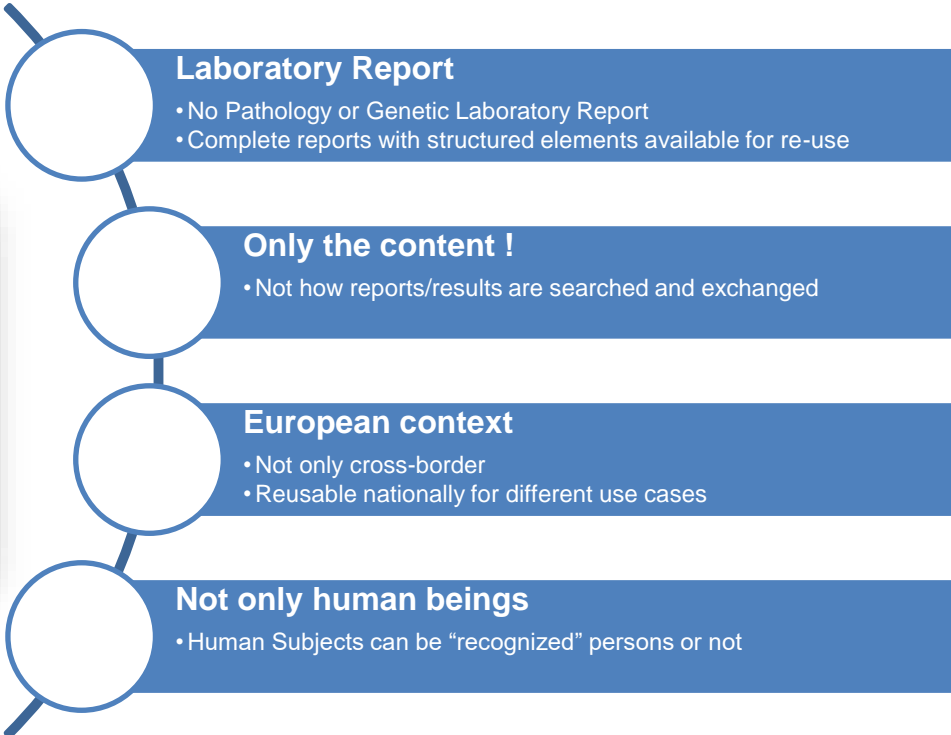 Laboratory Report
• No Pathology or Genetic Laboratory Report
• Complete reports with structured elements available for re-use
Only the content !
• Not how reports/results are searched and exchanged
European context
• Not only cross-border
• Reusable nationally for different use cases
Not only human beings
• Human Subjects can be “recognized” persons or not